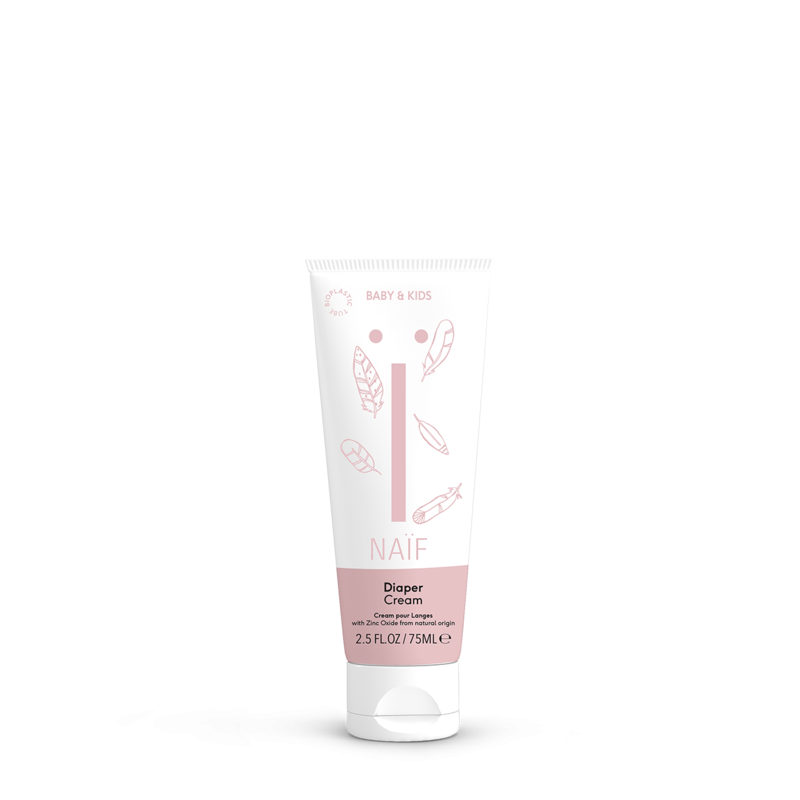 BIOPLASTIC TUBE
BABY & KIDS
NAÏF
Diaper
Cream
Cream pour Langes
with Zinc Oxide from natural origin
2.5 FL.OZ/75ML℮